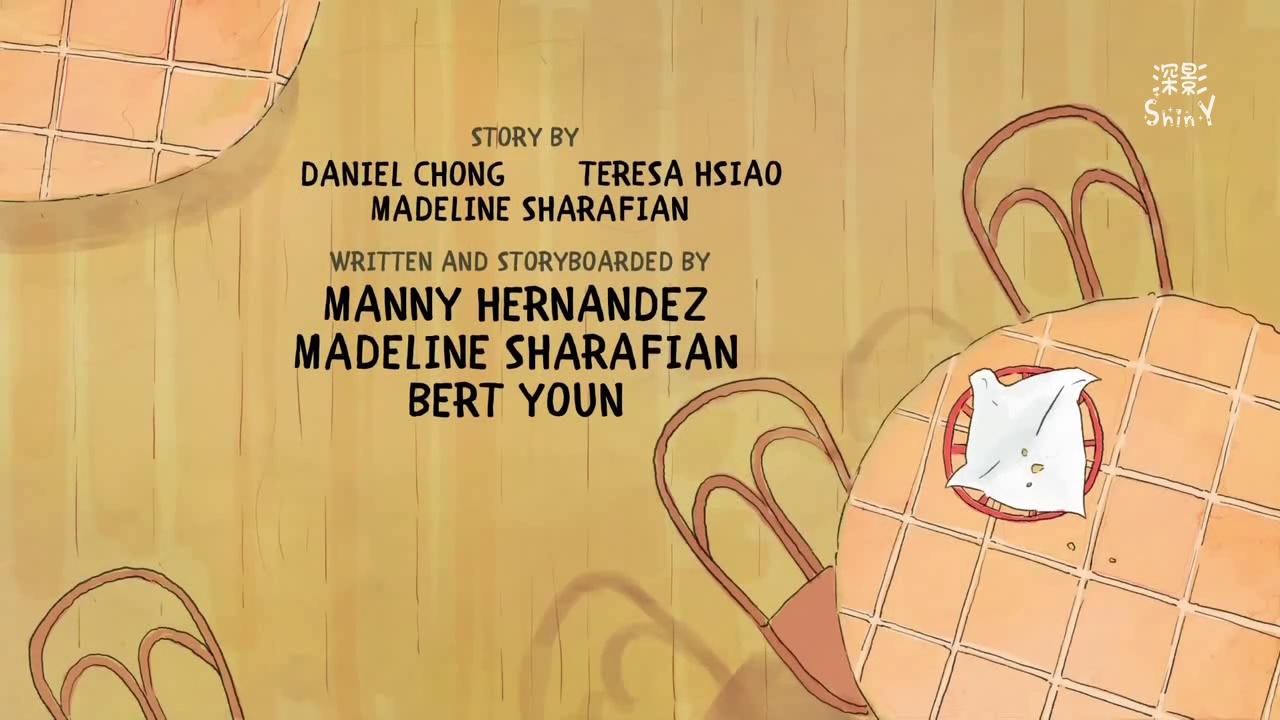 深影
ShinY
STORY BY
DANIEL CHONG TERESA HSIAO
MADELINE SHARAFIAN
WRITTEN AND STORYBOARDED BY
MANNY HERNANDEZ
MADELINE SHARAFIAN
BERT YOUN